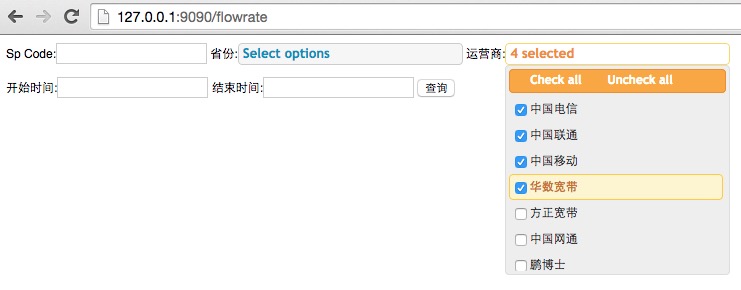 127.0.0.1:9090/flowrate
Sp Code: 省份: Select options 运营商: 4 selected
开始时间: 结束时间: 查询
Check all Uncheck all
中国电信
中国联通
中国移动
华数宽带
方正宽带
中国网通
鹏博士